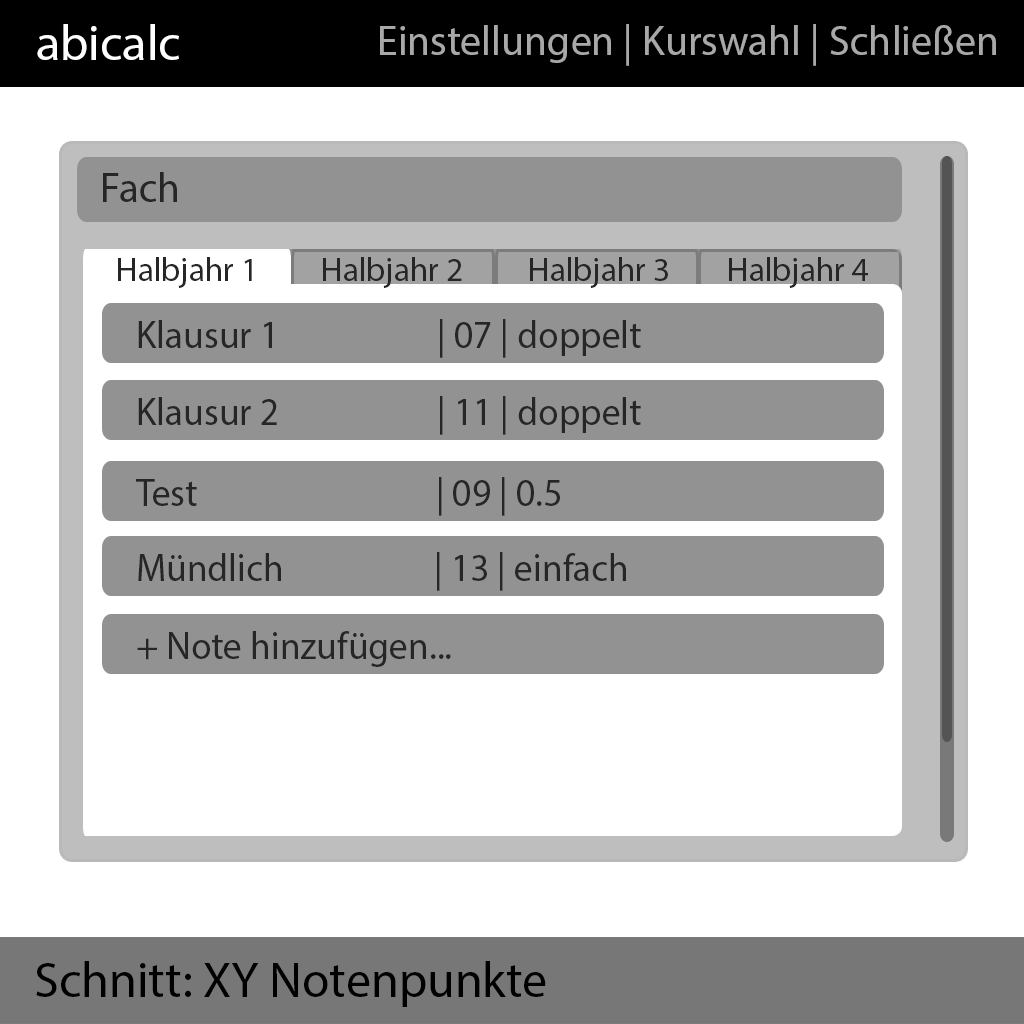 abicalc
Einstellungen | Kurswahl | Schließen
Fach
Halbjahr 1
Halbjahr 2
Halbjahr 3
Halbjahr 4
Klausur 1 | 07 | doppelt
Klausur 2 | 11 | doppelt
Test | 09 | 0.5
Mündlich | 13 | einfach
+ Note hinzufügen...
Schnitt: XY Notenpunkte